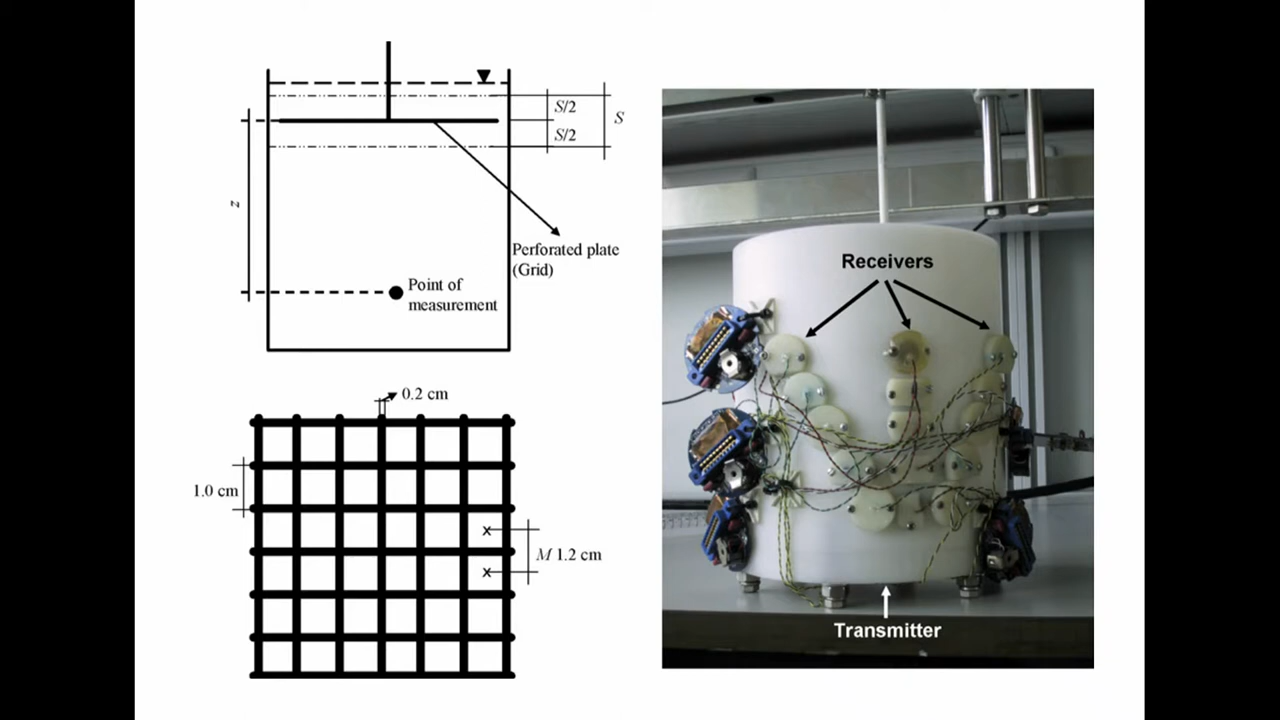 S/2
S
S/2
z
Perforated plate
(Grid)
Point of
measurement
0.2 cm
1.0 cm
x
M 1.2 cm
x
Receivers
Transmitter